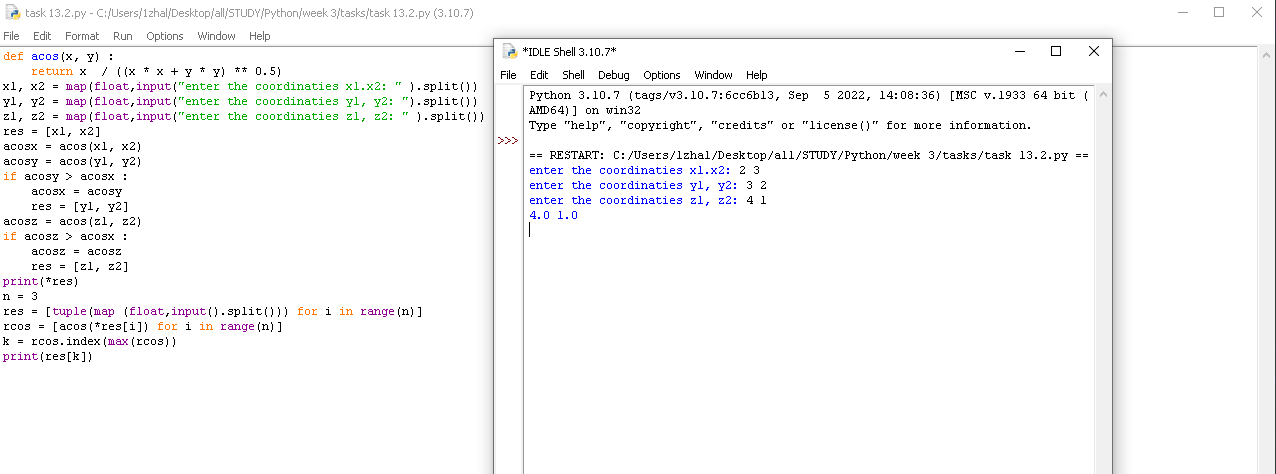 task 13.2.py - C:/Users/1zhal/Desktop/all/STUDY/Python/week 3/tasks/task 13.2.py (3.10.7)
File Edit Format Run Options Window Help
def acos(x, y) :
    return x  / ((x * x + y * y) ** 0.5)
x1, x2 = map(float,input("enter the coordinaties x1.x2: " ).split())
y1, y2 = map(float,input("enter the coordinaties y1, y2: ").split())
z1, z2 = map(float,input("enter the coordinaties z1, z2: " ).split())
res = [x1, x2]
acosx = acos(x1, x2)
acosy = acos(y1, y2)
if acosy > acosx :
    acosx = acosy
    res = [y1, y2]
acosz = acos(z1, z2)
if acosz > acosx :
    acosz = acosz
    res = [z1, z2]
print(*res)
n = 3
res = [tuple(map (float,input().split())) for i in range(n)]
rcos = [acos(*res[i]) for i in range(n)]
k = rcos.index(max(rcos))
print(res[k])
*IDLE Shell 3.10.7*
File Edit Shell Debug Options Window Help
Python 3.10.7 (tags/v3.10.7:6cc6b13, Sep  5 2022, 14:08:36) [MSC v.1933 64 bit (
AMD64)] on win32
Type "help", "copyright", "credits" or "license()" for more information.
>>>
== RESTART: C:/Users/1zhal/Desktop/all/STUDY/Python/week 3/tasks/task 13.2.py ==
enter the coordinaties x1.x2: 2 3
enter the coordinaties y1, y2: 3 2
enter the coordinaties z1, z2: 4 1
4.0 1.0